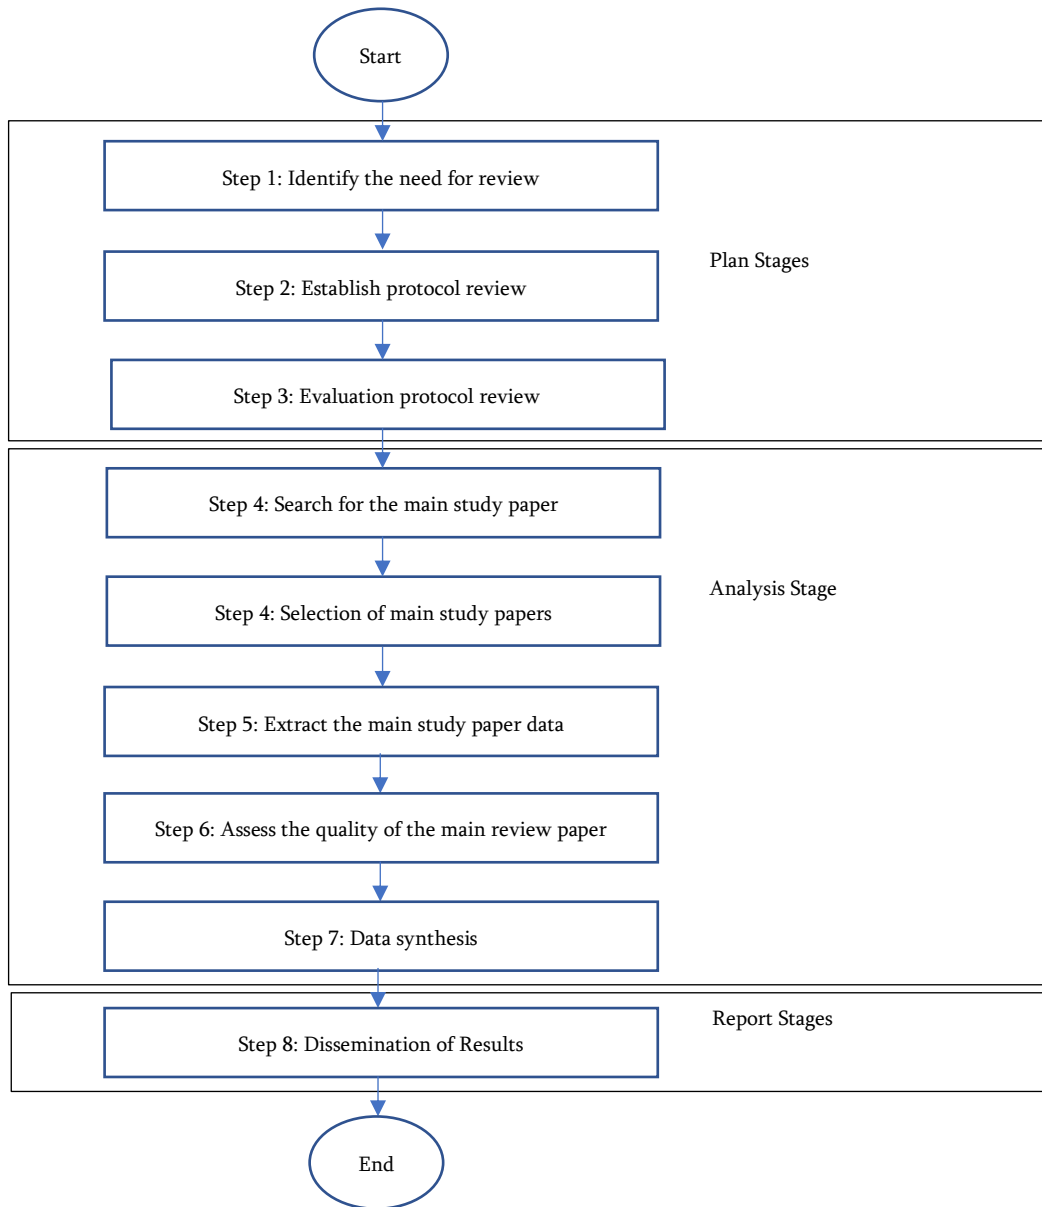 Start
Step 1: Identify the need for review
Plan Stages
Step 2: Establish protocol review
Step 3: Evaluation protocol review
Step 4: Search for the main study paper
Analysis Stage
Step 4: Selection of main study papers
Step 5: Extract the main study paper data
Step 6: Assess the quality of the main review paper
Step 7: Data synthesis
Report Stages
Step 8: Dissemination of Results
End